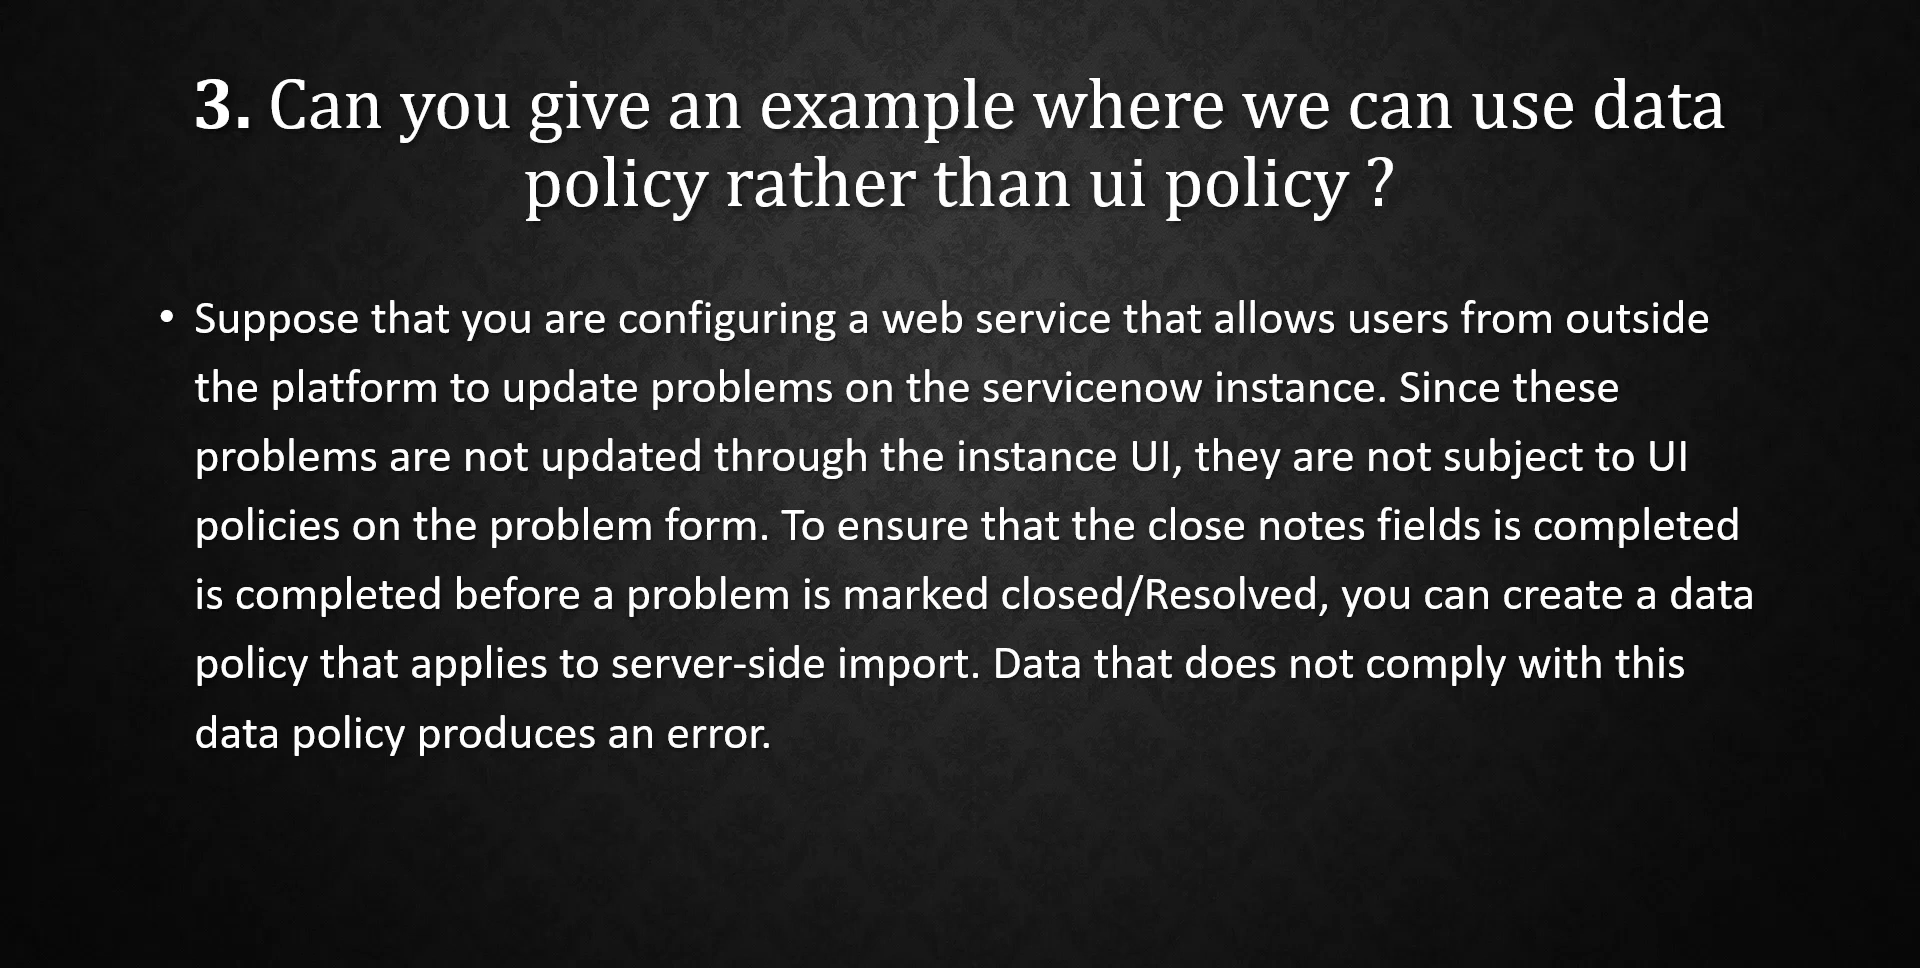 3. Can you give an example where we can use data
policy rather than ui policy ?
• Suppose that you are configuring a web service that allows users from outside
the platform to update problems on the servicenow instance. Since these
problems are not updated through the instance UI, they are not subject to UI
policies on the problem form. To ensure that the close notes fields is completed
is completed before a problem is marked closed/Resolved, you can create a data
policy that applies to server-side import. Data that does not comply with this
data policy produces an error.